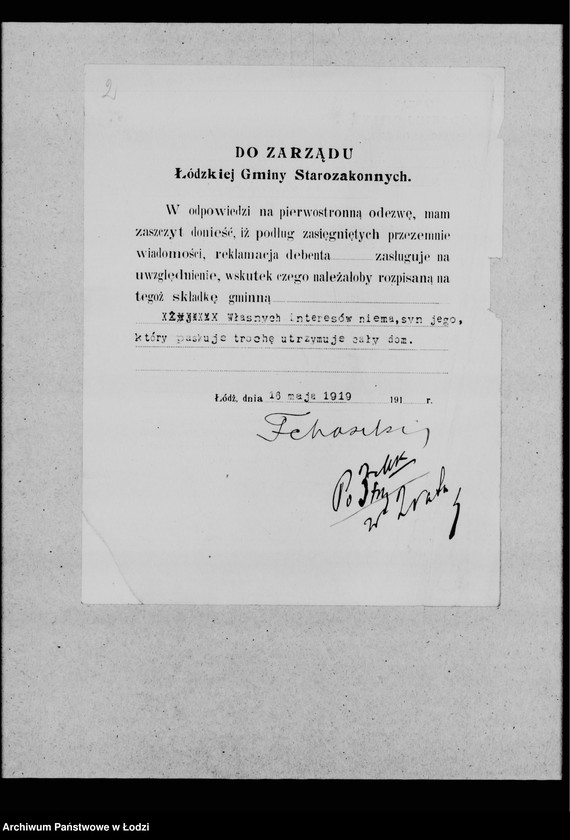 2
DO ZARZĄDU
Łódzkiej Gminy Starozakonnych.
W odpowiedzi na pierwostronną odezwę, mam
zaszczyt donieść, iż podług zasięgniętych przezemnie
wiadomości, reklamacja debenta zasługuje na
uwzględnienie, wskutek czego należałoby rozpisaną na
tegoż składkę gminną
Własnych interesów niema,syn jego,
który paskuje trochę utrzymuje cały dom.
Łódź, dnia 16 maja 1919 191 r.
Po
Archiwum Państwowe w Łodzi